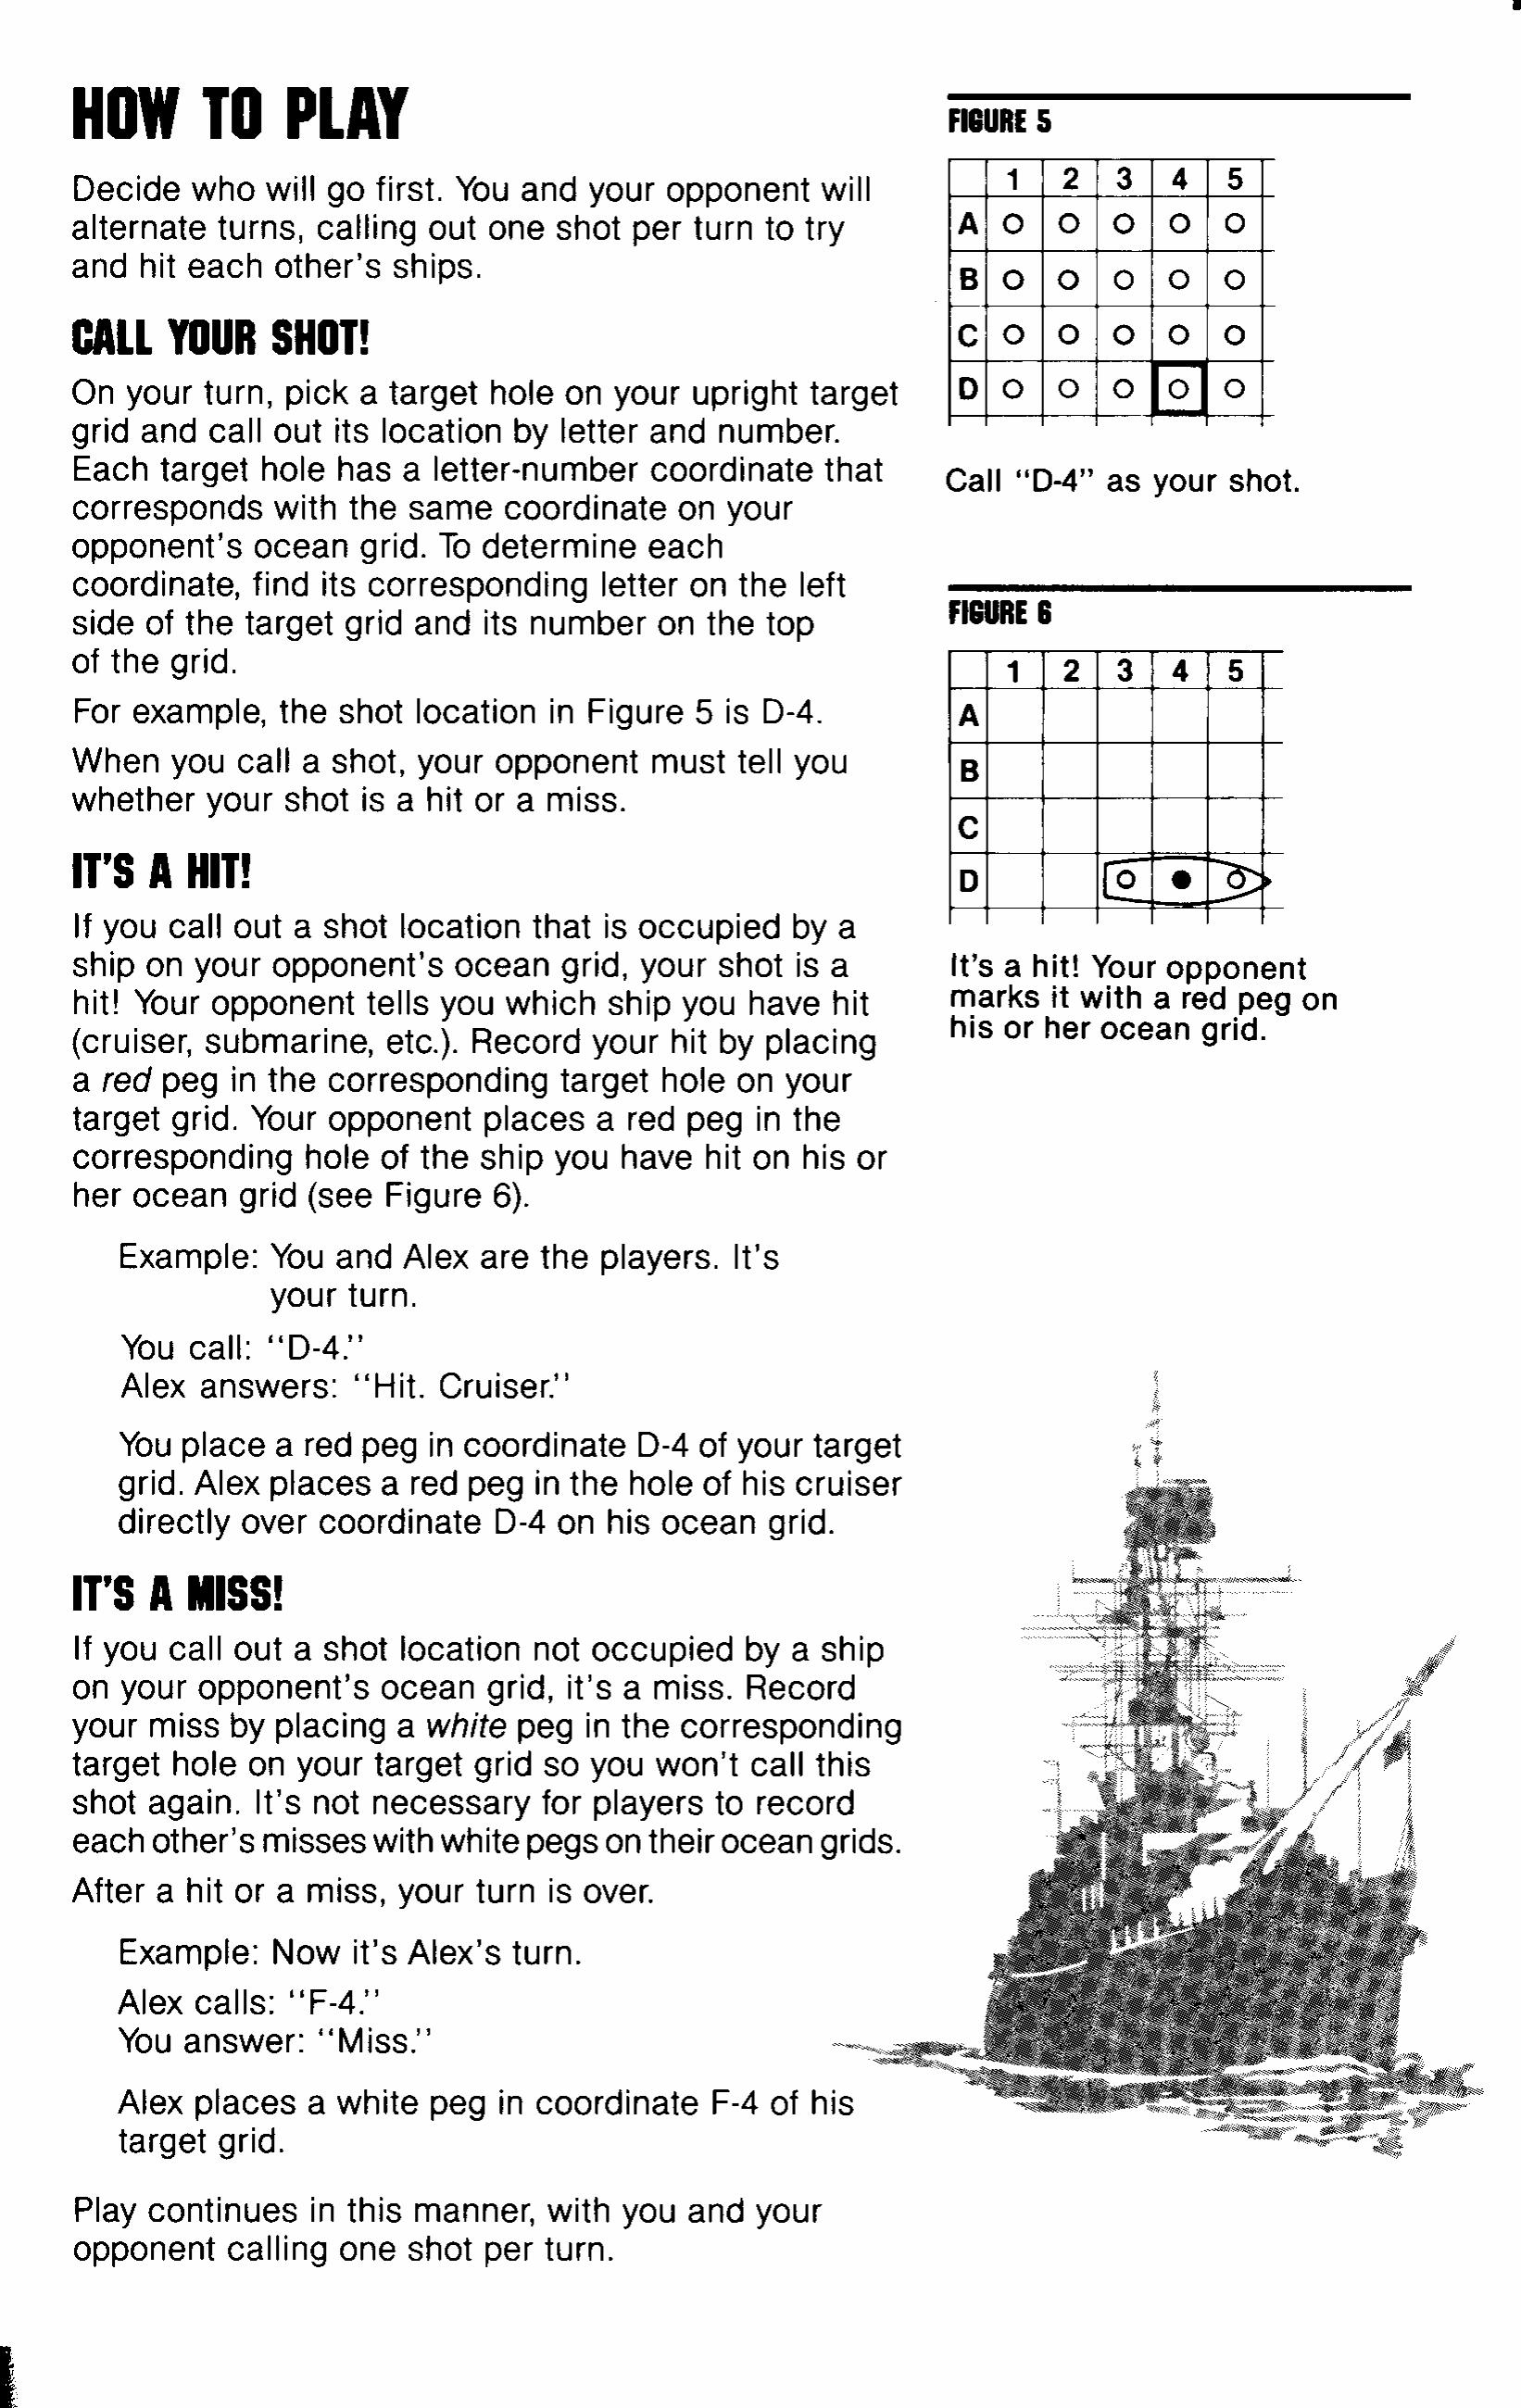 HOW TO PLAY
Decide who will go first. You and your opponent will
alternate turns, calling out one shot per turn to try
and hit each other's ships.
CALL YOUR SHOT!
On your turn, pick a target hole on your upright target
grid and call out its location by letter and number.
Each target hole has a letter-number coordinate that
corresponds with the same coordinate on your
opponent's ocean grid. To determine each
coordinate, find its corresponding letter on the left
side of the target grid and its number on the top
of the grid.
For example, the shot location in Figure 5 is D-4.
When you call a shot, your opponent must tell you
whether your shot is a hit or a miss.
IT'S A HIT!
If you call out a shot location that is occupied by a
ship on your opponent's ocean grid, your shot is a
hit! Your opponent tells you which ship you have hit
(cruiser, submarine, etc.). Record your hit by placing
a red peg in the corresponding target hole on your
target grid. Your opponent places a red peg in the
corresponding hole of the ship you have hit on his or
her ocean grid (see Figure 6).
Example: You and Alex are the players. It's
your turn.
You call: "D-4."
Alex answers: "Hit. Cruiser."
You place a red peg in coordinate D-4 of your target
grid. Alex places a red peg in the hole of his cruiser
directly over coordinate D-4 on his ocean grid.
IT'S A MISS!
If you call out a shot location not occupied by a ship
on your opponent's ocean grid, it's a miss. Record
your miss by placing a white peg in the corresponding
target hole on your target grid so you won't call this
shot again. It's not necessary for players to record
each other's misses with white pegs on their ocean grids.
After a hit or a miss, your turn is over.
Example: Now it's Alex's turn.
Alex calls: "F-4."
You answer: "Miss."
Alex places a white peg in coordinate F-4 of his
target grid.
Play continues in this manner, with you and your
opponent calling one shot per turn.
FIGURE 5
1 2 3 4 5
A
B
C
D
Call "D-4" as your shot.
FIGURE 6
1 2 3 4 5
A
B
C
D
It's a hit! Your opponent
marks it with a red peg on
his or her ocean grid.